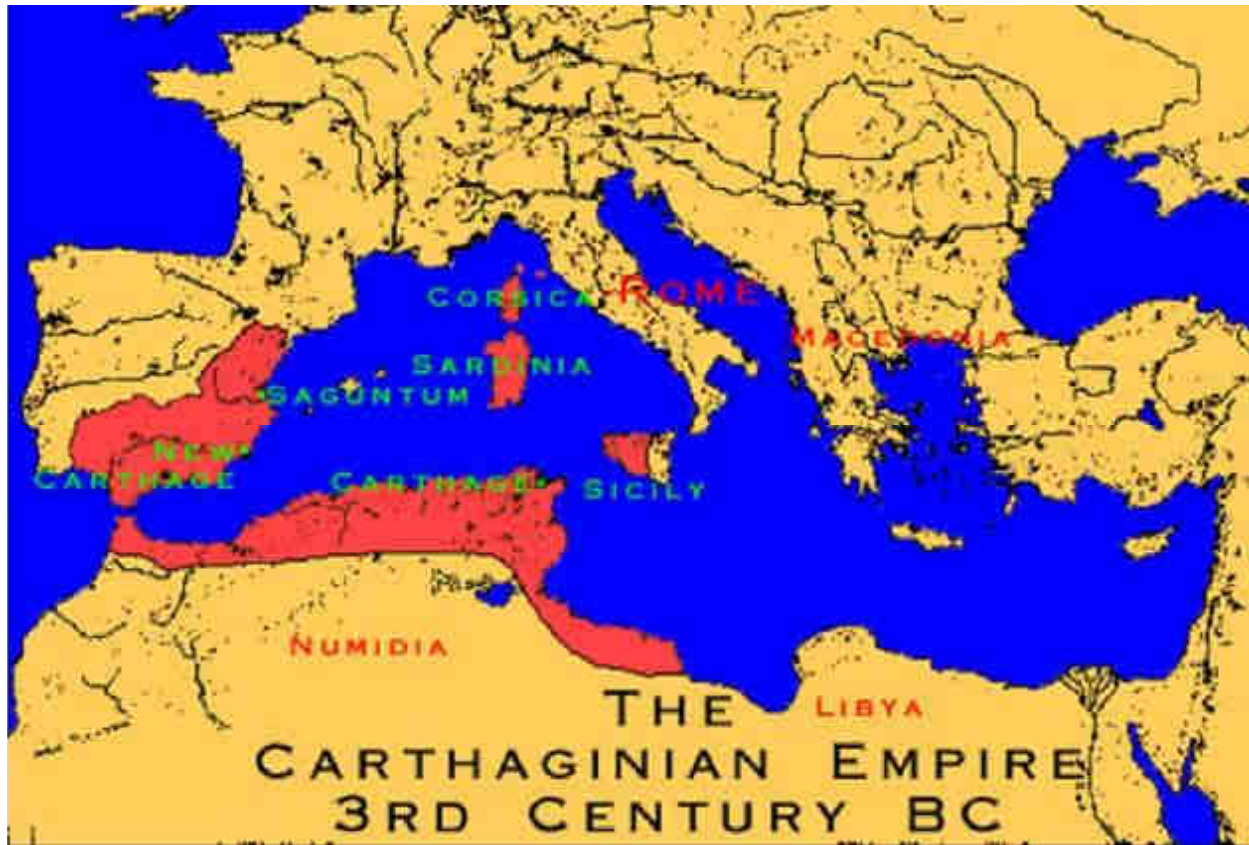 Corsica
Rome
Macedonia
Sardinia
Saguntum
New
Carthage
Carthage
Sicily
Numidia
Libya
The
Carthaginian Empire
3rd Century BC